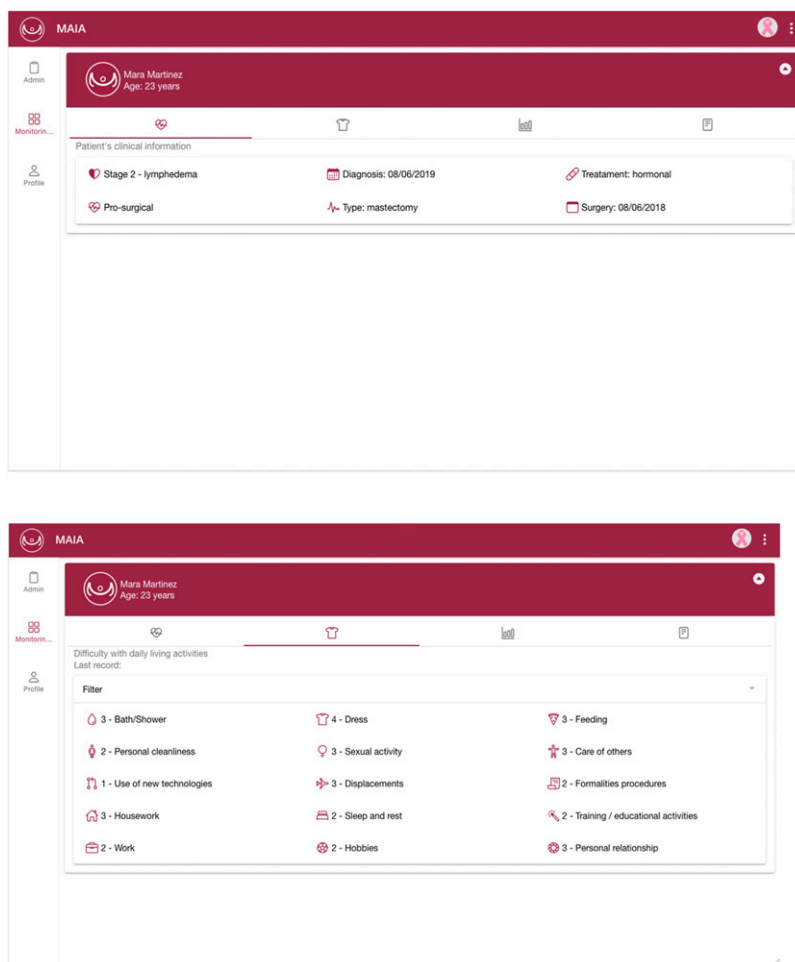 MAIA
Admin
Mara Martinez
Age: 23 years
Monitorin...
Patient's clinical information
Profile
Stage 2 - lymphedema
Diagnosis: 08/06/2019
Treatament: hormonal
Pro-surgical
Type: mastectomy
Surgery: 08/06/2018
MAIA
Admin
Mara Martinez
Age: 23 years
Monitorin...
Difficulty with daily living activities
Last record:
Profile
Filter
3 - Bath/Shower
4 - Dress
3 - Feeding
2 - Personal cleanliness
3 - Sexual activity
3 - Care of others
1 - Use of new technologies
3 - Displacements
2 - Formalities procedures
3 - Housework
2 - Sleep and rest
2 - Training / educational activities
2 - Work
2 - Hobbies
3 - Personal relationship